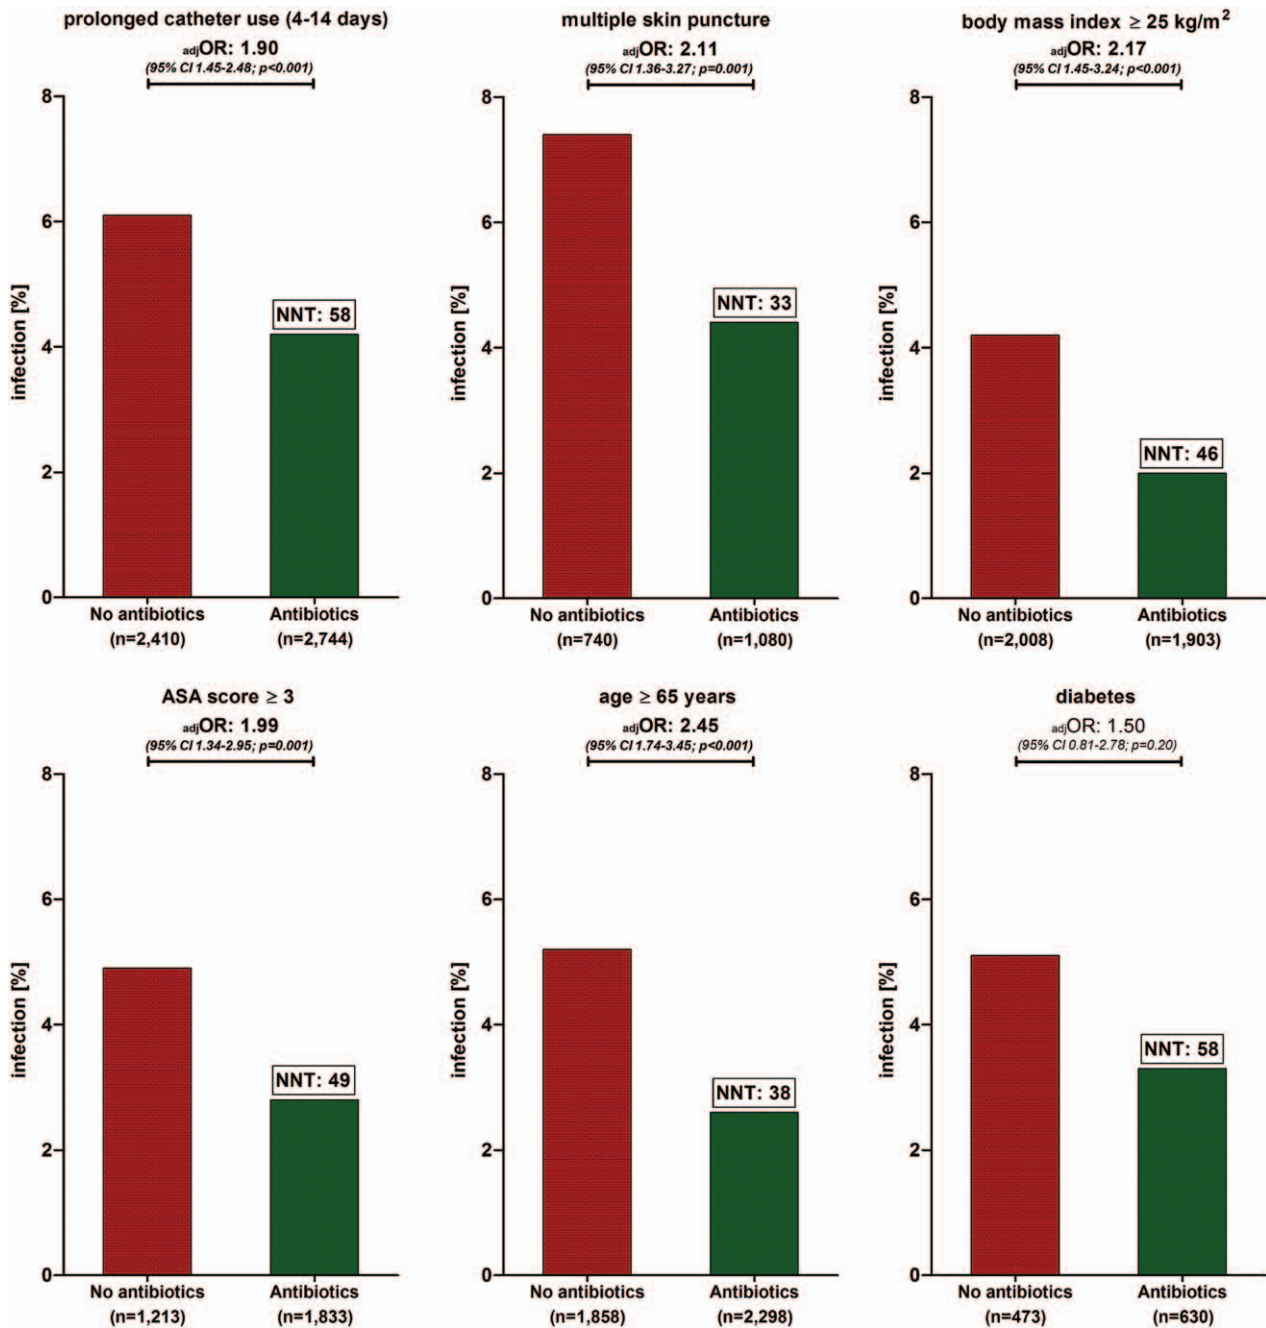 prolonged catheter use (4-14 days)
adjOR: 1.90
(95% CI 1.45-2.48; p<0.001)
8
6
4
2
0
infection [%]
NNT: 58
No antibiotics
(n=2,410)
Antibiotics
(n=2,744)
multiple skin puncture
adjOR: 2.11
(95% CI 1.36-3.27; p=0.001)
8
6
4
2
0
infection [%]
NNT: 33
No antibiotics
(n=740)
Antibiotics
(n=1,080)
body mass index ≥ 25 kg/m²
adjOR: 2.17
(95% CI 1.45-3.24; p<0.001)
8
6
4
2
0
infection [%]
NNT: 46
No antibiotics
(n=2,008)
Antibiotics
(n=1,903)
ASA score ≥ 3
adjOR: 1.99
(95% CI 1.34-2.95; p=0.001)
8
6
4
2
0
infection [%]
NNT: 49
No antibiotics
(n=1,213)
Antibiotics
(n=1,833)
age ≥ 65 years
adjOR: 2.45
(95% CI 1.74-3.45; p<0.001)
8
6
4
2
0
infection [%]
NNT: 38
No antibiotics
(n=1,858)
Antibiotics
(n=2,298)
diabetes
adjOR: 1.50
(95% CI 0.81-2.78; p=0.20)
8
6
4
2
0
infection [%]
NNT: 58
No antibiotics
(n=473)
Antibiotics
(n=630)